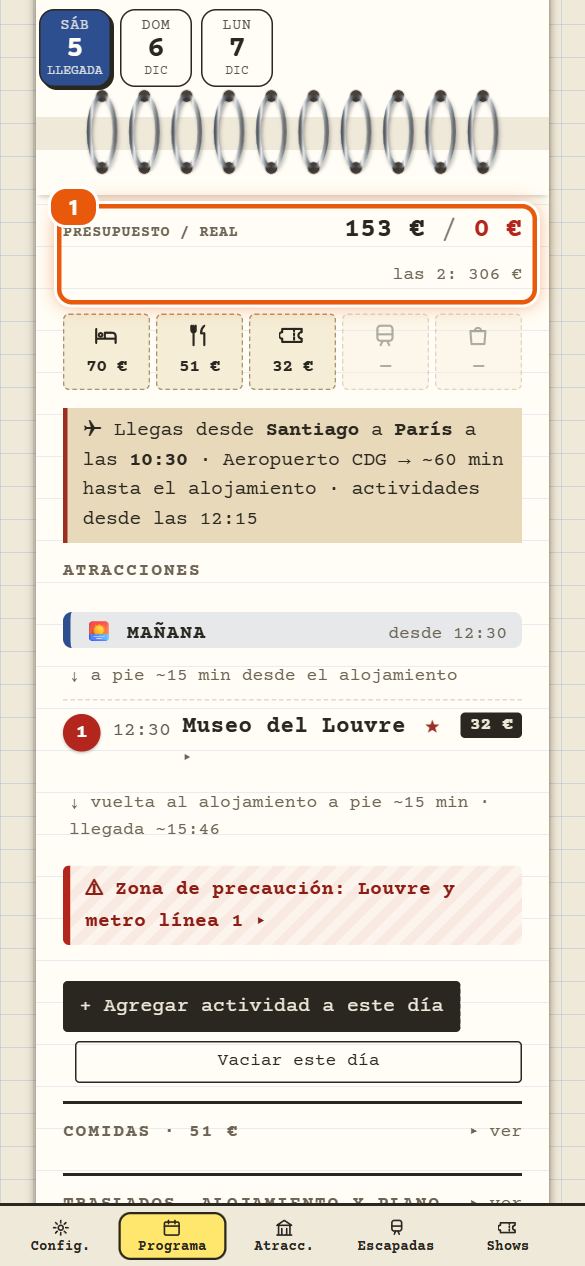 SÁB
5
LLEGADA
DOM
6
DIC
LUN
7
DIC
1
PRESUPUESTO / REAL 153 € / 0 €
las 2: 306 €
70 € 51 € 32 € — —
✈ Llegas desde Santiago a París a
las 10:30 · Aeropuerto CDG → ~60 min
hasta el alojamiento · actividades
desde las 12:15
ATRACCIONES
MAÑANA desde 12:30
↓ a pie ~15 min desde el alojamiento
1 12:30 Museo del Louvre ★ 32 €
▸
↓ vuelta al alojamiento a pie ~15 min ·
llegada ~15:46
⚠ Zona de precaución: Louvre y
metro línea 1 ▸
+ Agregar actividad a este día
Vaciar este día
COMIDAS · 51 € ▸ ver
TRASLADOS, ALOJAMIENTO Y PLANO ▸ ver
Config. Programa Atracc. Escapadas Shows